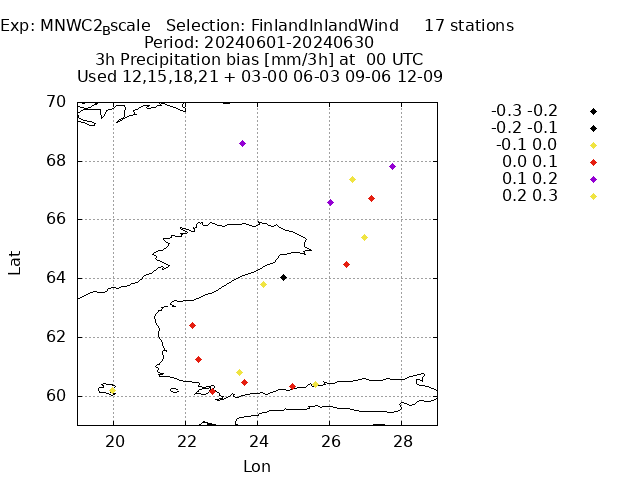 Exp: MNWC2_Bscale   Selection: FinlandInlandWind     17 stations
Period: 20240601-20240630
3h Precipitation bias [mm/3h] at  00 UTC
Used 12,15,18,21 + 03-00 06-03 09-06 12-09
-0.3 -0.2
-0.2 -0.1
-0.1 0.0
0.0 0.1
0.1 0.2
0.2 0.3
70
68
66
64
62
60
Lat
20 22 24 26 28
Lon